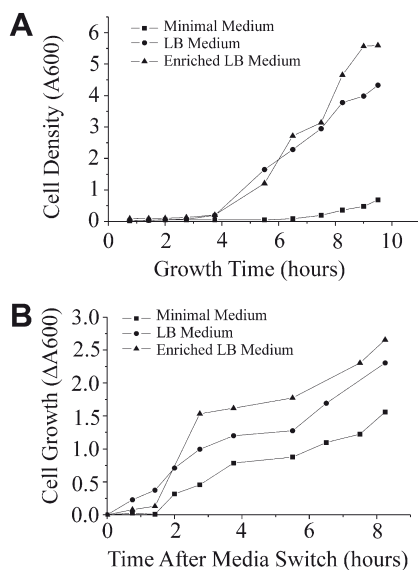 A
Minimal Medium
LB Medium
Enriched LB Medium
Cell Density (A600)
6
5
4
3
2
1
0
0 2 4 6 8 10
Growth Time (hours)
B
Minimal Medium
LB Medium
Enriched LB Medium
Cell Growth (ΔA600)
3.0
2.5
2.0
1.5
1.0
0.5
0.0
0 2 4 6 8
Time After Media Switch (hours)